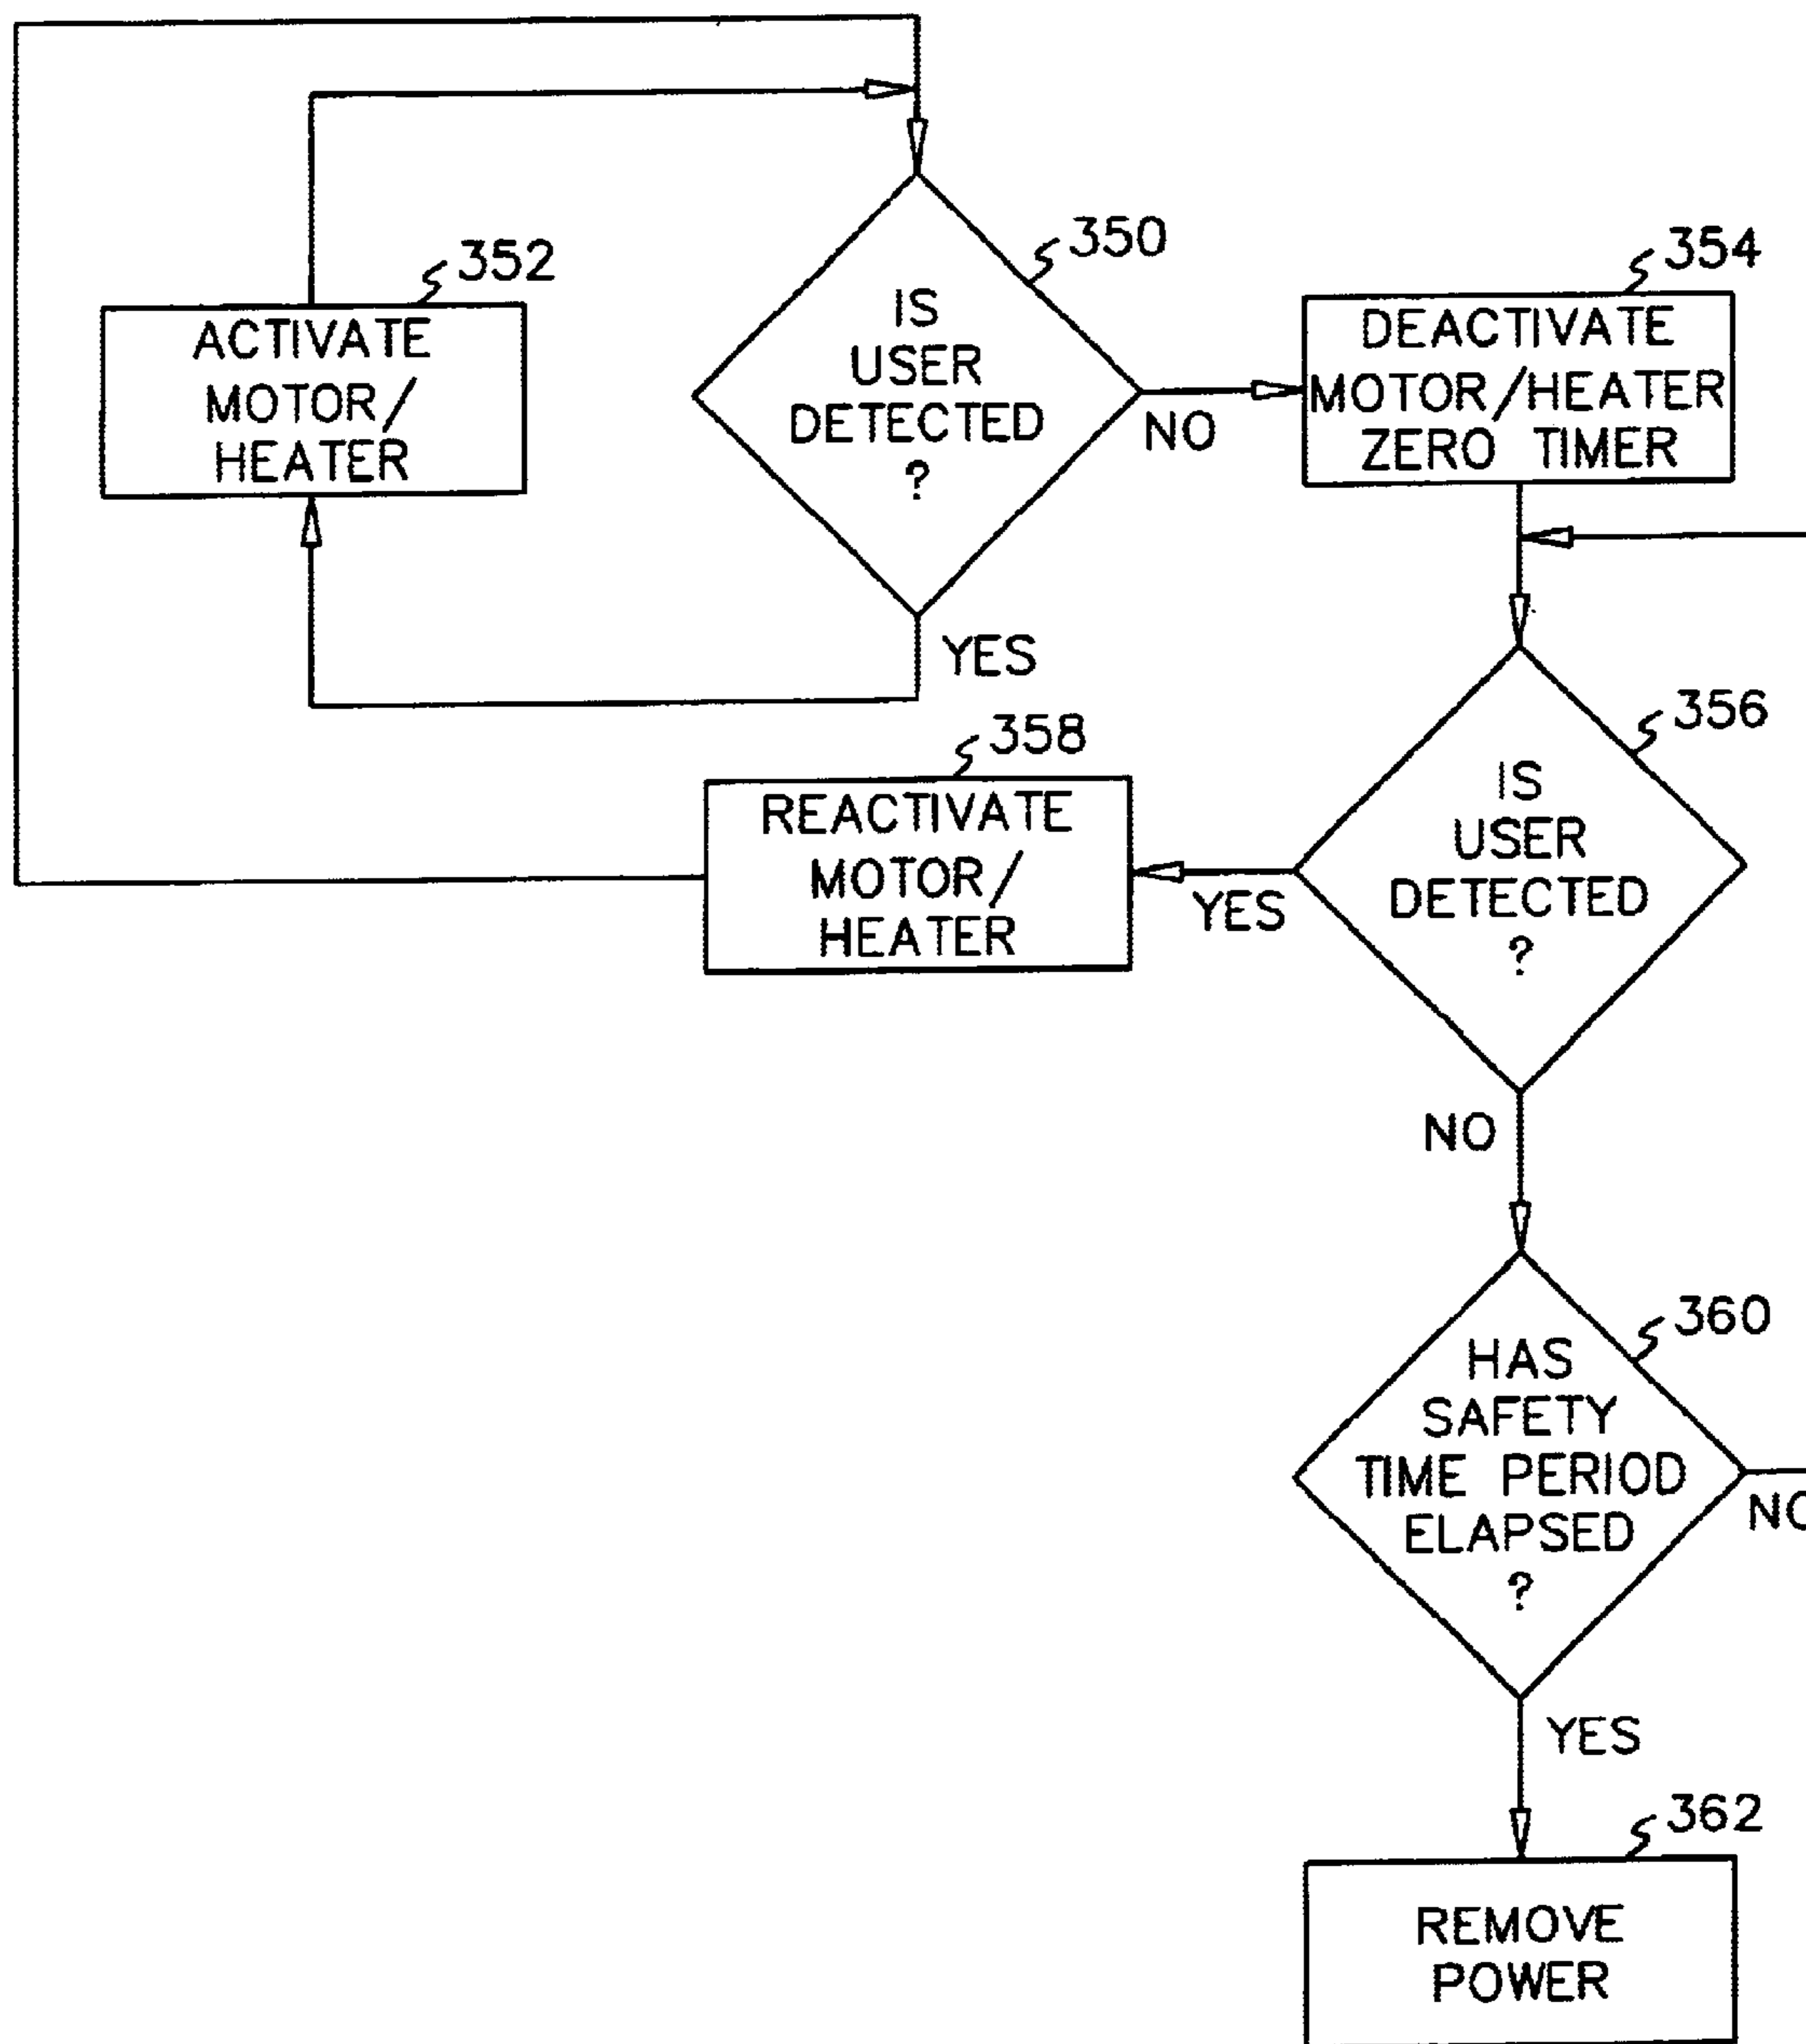 350
IS
USER
DETECTED
?
NO
YES
352
ACTIVATE
MOTOR/
HEATER
354
DEACTIVATE
MOTOR/HEATER
ZERO TIMER
356
IS
USER
DETECTED
?
YES
NO
358
REACTIVATE
MOTOR/
HEATER
360
HAS
SAFETY
TIME PERIOD
ELAPSED
?
NO
YES
362
REMOVE
POWER